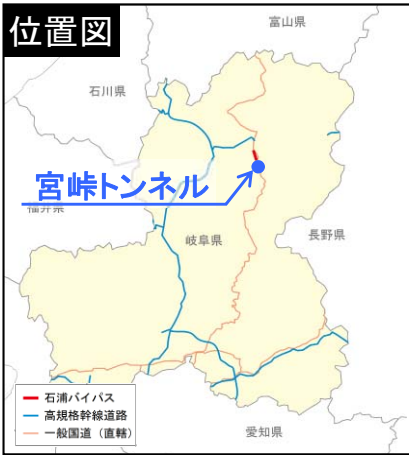 位置図
富山県
石川県
宮峠トンネル
福井県
岐阜県
長野県
石浦バイパス
高規格幹線道路
一般国道（直轄）
愛知県